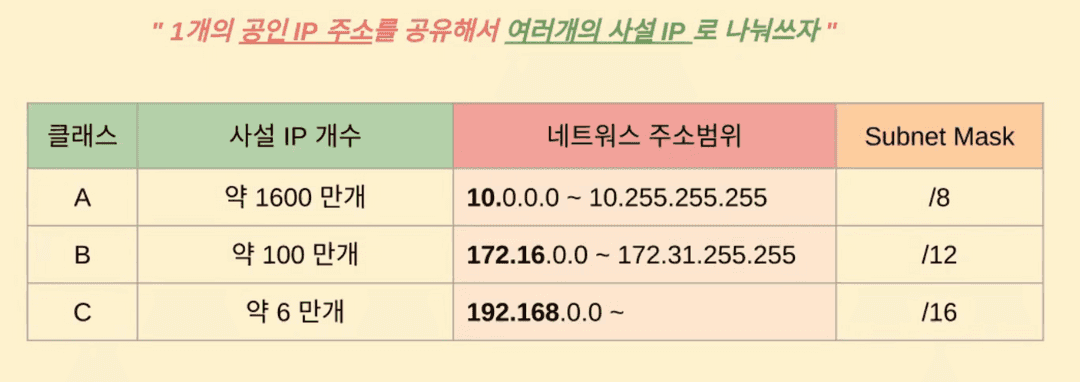 " 1개의 공인 IP 주소를 공유해서 여러개의 사설 IP 로 나눠쓰자 "
클래스 사설 IP 개수 네트워스 주소범위 Subnet Mask
A 약 1600 만개 10.0.0.0 ~ 10.255.255.255 /8
B 약 100 만개 172.16.0.0 ~ 172.31.255.255 /12
C 약 6 만개 192.168.0.0 ~ /16